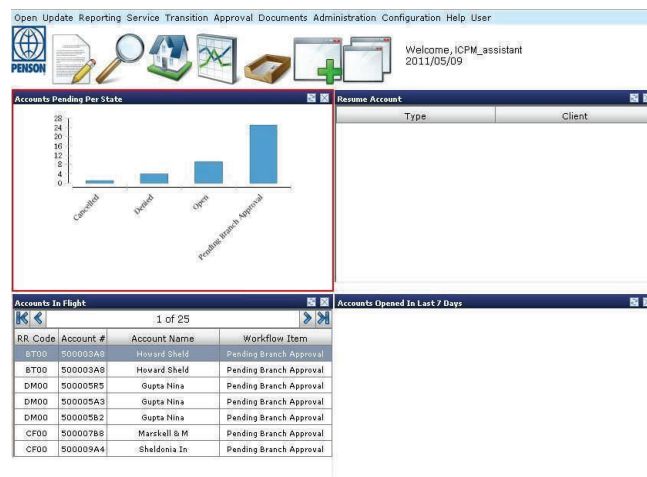 Open Update Reporting Service Transition Approval Documents Administration Configuration Help User
PENSON
Welcome, ICPM_assistant
2011/05/09
Accounts Pending Per State
28
24
20
16
12
8
4
0
Cancelled
Denied
Open
Pending Branch Approval
Resume Account
Type Client
Accounts In Flight
1 of 25
RR Code Account # Account Name Workflow Item
BT00 500003A8 Howard Sheld Pending Branch Approval
BT00 500003A8 Howard Sheld Pending Branch Approval
DM00 500005R5 Gupta Nina Pending Branch Approval
DM00 500005A3 Gupta Nina Pending Branch Approval
DM00 500005B2 Gupta Nina Pending Branch Approval
CF00 500007B8 Marskell & M Pending Branch Approval
CF00 500009A4 Sheldonia In Pending Branch Approval
Accounts Opened In Last 7 Days